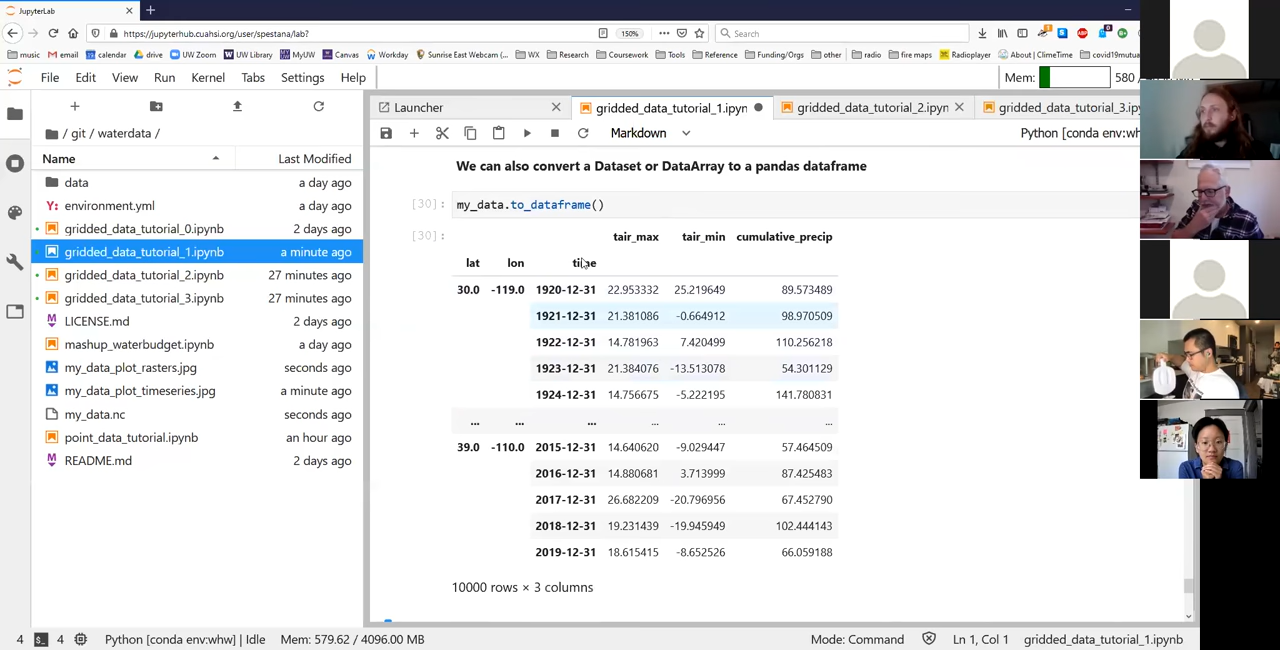 JupyterLab
https://jupyterhub.cuahsi.org/user/spestana/lab?
150%
Search
music
email
calendar
drive
UW Zoom
UW Library
MyUW
Canvas
Workday
Sunrise East Webcam (...
WX
Research
Coursework
Tools
Reference
Funding/Orgs
other
radio
fire maps
Radioplayer
About | ClimeTime
covid19mutua
File Edit View Run Kernel Tabs Settings Help
Mem: 580 /
Launcher
gridded_data_tutorial_1.ipyn
gridded_data_tutorial_2.ipyn
gridded_data_tutorial_3.ipy
/ git / waterdata /
Markdown
Python [conda env:wh
Name Last Modified
data a day ago
environment.yml a day ago
gridded_data_tutorial_0.ipynb 2 days ago
gridded_data_tutorial_1.ipynb a minute ago
gridded_data_tutorial_2.ipynb 27 minutes ago
gridded_data_tutorial_3.ipynb 27 minutes ago
LICENSE.md 2 days ago
mashup_waterbudget.ipynb a day ago
my_data_plot_rasters.jpg seconds ago
my_data_plot_timeseries.jpg a minute ago
my_data.nc seconds ago
point_data_tutorial.ipynb an hour ago
README.md 2 days ago
We can also convert a Dataset or DataArray to a pandas dataframe
[30]: my_data.to_dataframe()
[30]: tair_max tair_min cumulative_precip
lat lon time
30.0 -119.0 1920-12-31 22.953332 25.219649 89.573489
1921-12-31 21.381086 -0.664912 98.970509
1922-12-31 14.781963 7.420499 110.256218
1923-12-31 21.384076 -13.513078 54.301129
1924-12-31 14.756675 -5.222195 141.780831
... ... ... ... ... ...
39.0 -110.0 2015-12-31 14.640620 -9.029447 57.464509
2016-12-31 14.880681 3.713999 87.425483
2017-12-31 26.682209 -20.796956 67.452790
2018-12-31 19.231439 -19.945949 102.444143
2019-12-31 18.615415 -8.652526 66.059188
10000 rows × 3 columns
4 4 Python [conda env:whw] | Idle Mem: 579.62 / 4096.00 MB Mode: Command Ln 1, Col 1 gridded_data_tutorial_1.ipynb